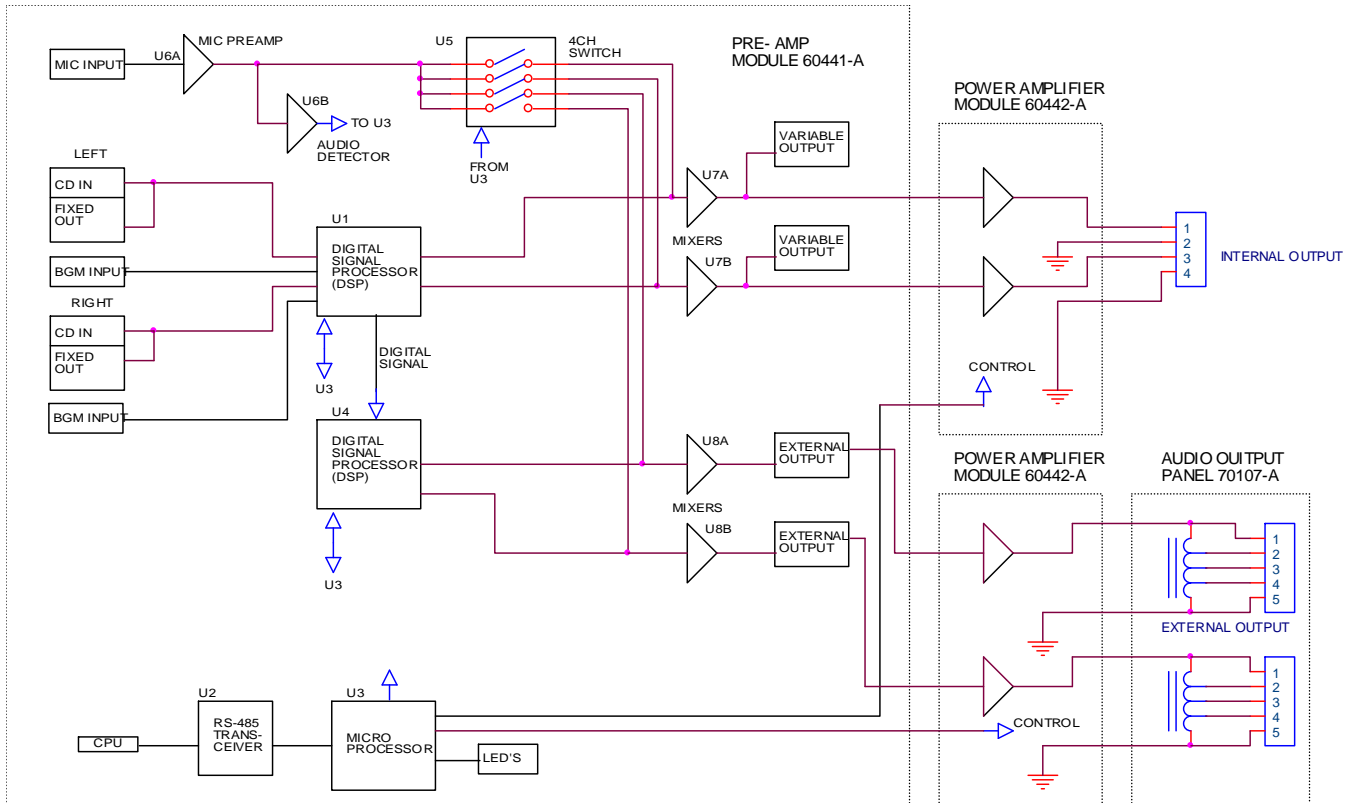 MIC INPUT
U6A
MIC PREAMP
U6B
TO U3
AUDIO
DETECTOR
U5
4CH
SWITCH
FROM
U3
PRE- AMP
MODULE 60441-A
POWER AMPLIFIER
MODULE 60442-A
LEFT
CD IN
FIXED
OUT
BGM INPUT
RIGHT
CD IN
FIXED
OUT
BGM INPUT
U1
DIGITAL
SIGNAL
PROCESSOR
(DSP)
U3
DIGITAL
SIGNAL
U4
DIGITAL
SIGNAL
PROCESSOR
(DSP)
U3
U7A
MIXERS
U7B
VARIABLE
OUTPUT
VARIABLE
OUTPUT
1
2
3
4
INTERNAL OUTPUT
CONTROL
U8A
MIXERS
U8B
EXTERNAL
OUTPUT
EXTERNAL
OUTPUT
POWER AMPLIFIER
MODULE 60442-A
AUDIO OUITPUT
PANEL 70107-A
1
2
3
4
5
EXTERNAL OUTPUT
1
2
3
4
5
CONTROL
CPU
U2
RS-485
TRANS-
CEIVER
U3
MICRO
PROCESSOR
LED'S